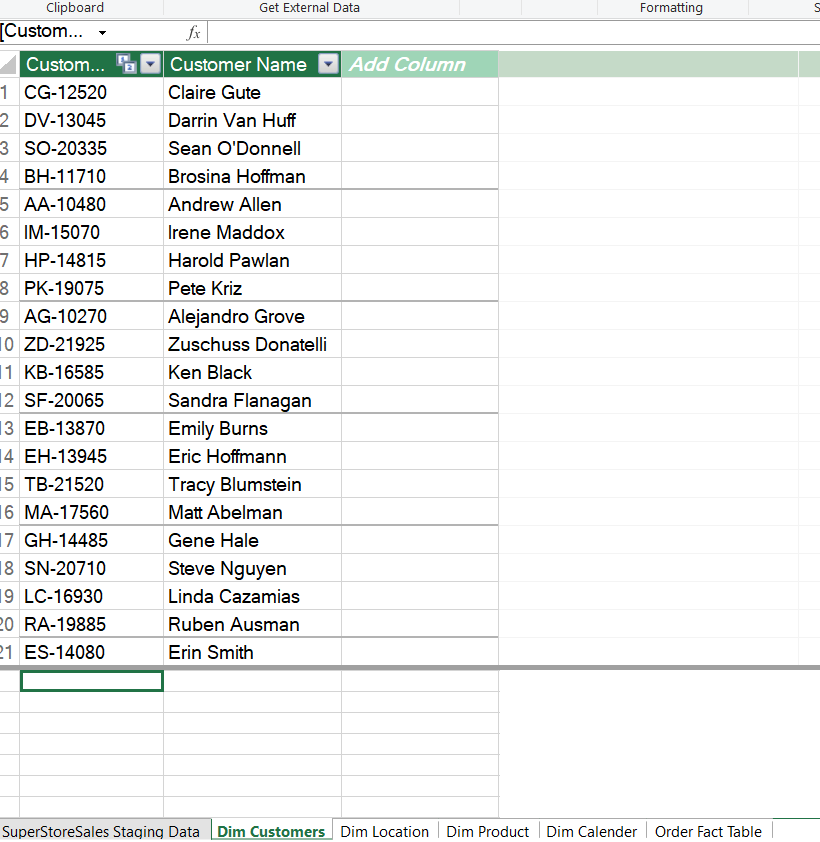 Clipboard Get External Data Formatting S
[Custom... fx
Custom... Customer Name Add Column
1 CG-12520 Claire Gute
2 DV-13045 Darrin Van Huff
3 SO-20335 Sean O'Donnell
4 BH-11710 Brosina Hoffman
5 AA-10480 Andrew Allen
6 IM-15070 Irene Maddox
7 HP-14815 Harold Pawlan
8 PK-19075 Pete Kriz
9 AG-10270 Alejandro Grove
10 ZD-21925 Zuschuss Donatelli
11 KB-16585 Ken Black
12 SF-20065 Sandra Flanagan
13 EB-13870 Emily Burns
14 EH-13945 Eric Hoffmann
15 TB-21520 Tracy Blumstein
16 MA-17560 Matt Abelman
17 GH-14485 Gene Hale
18 SN-20710 Steve Nguyen
19 LC-16930 Linda Cazamias
20 RA-19885 Ruben Ausman
21 ES-14080 Erin Smith
SuperStoreSales Staging Data Dim Customers Dim Location Dim Product Dim Calender Order Fact Table